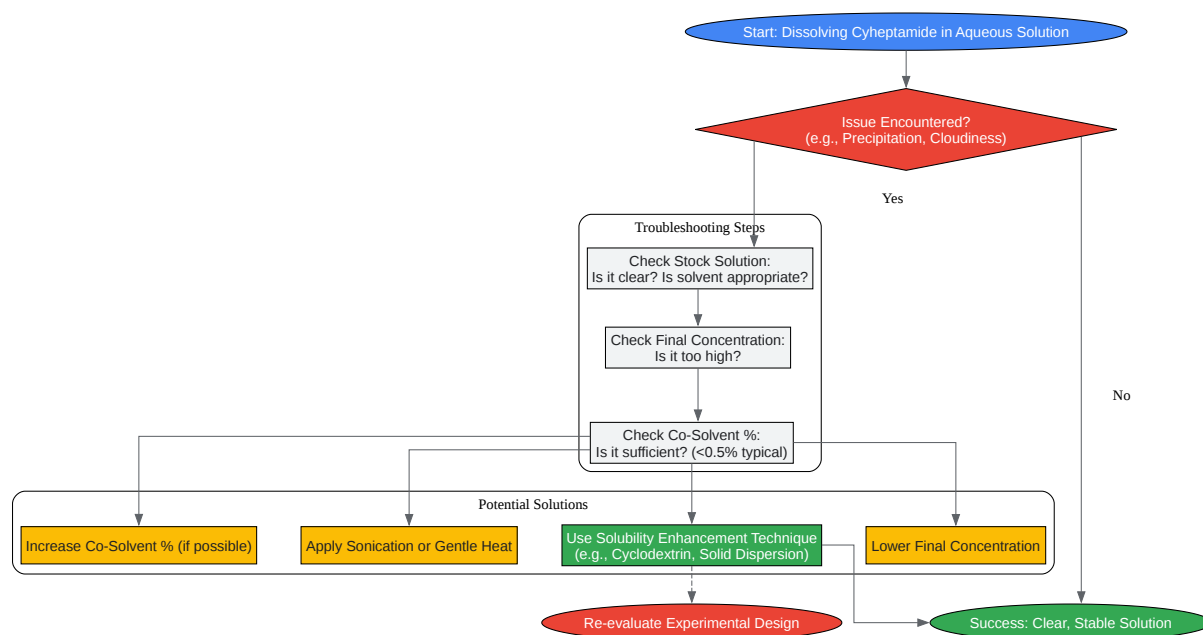 Start: Dissolving Cyheptamide in Aqueous Solution
Issue Encountered?
(e.g., Precipitation, Cloudiness)
Yes
Troubleshooting Steps
Check Stock Solution:
Is it clear? Is solvent appropriate?
Check Final Concentration:
Is it too high?
No
Check Co-Solvent %:
Is it sufficient? (<0.5% typical)
Potential Solutions
Increase Co-Solvent % (if possible)
Apply Sonication or Gentle Heat
Use Solubility Enhancement Technique
(e.g., Cyclodextrin, Solid Dispersion)
Lower Final Concentration
Re-evaluate Experimental Design
Success: Clear, Stable Solution